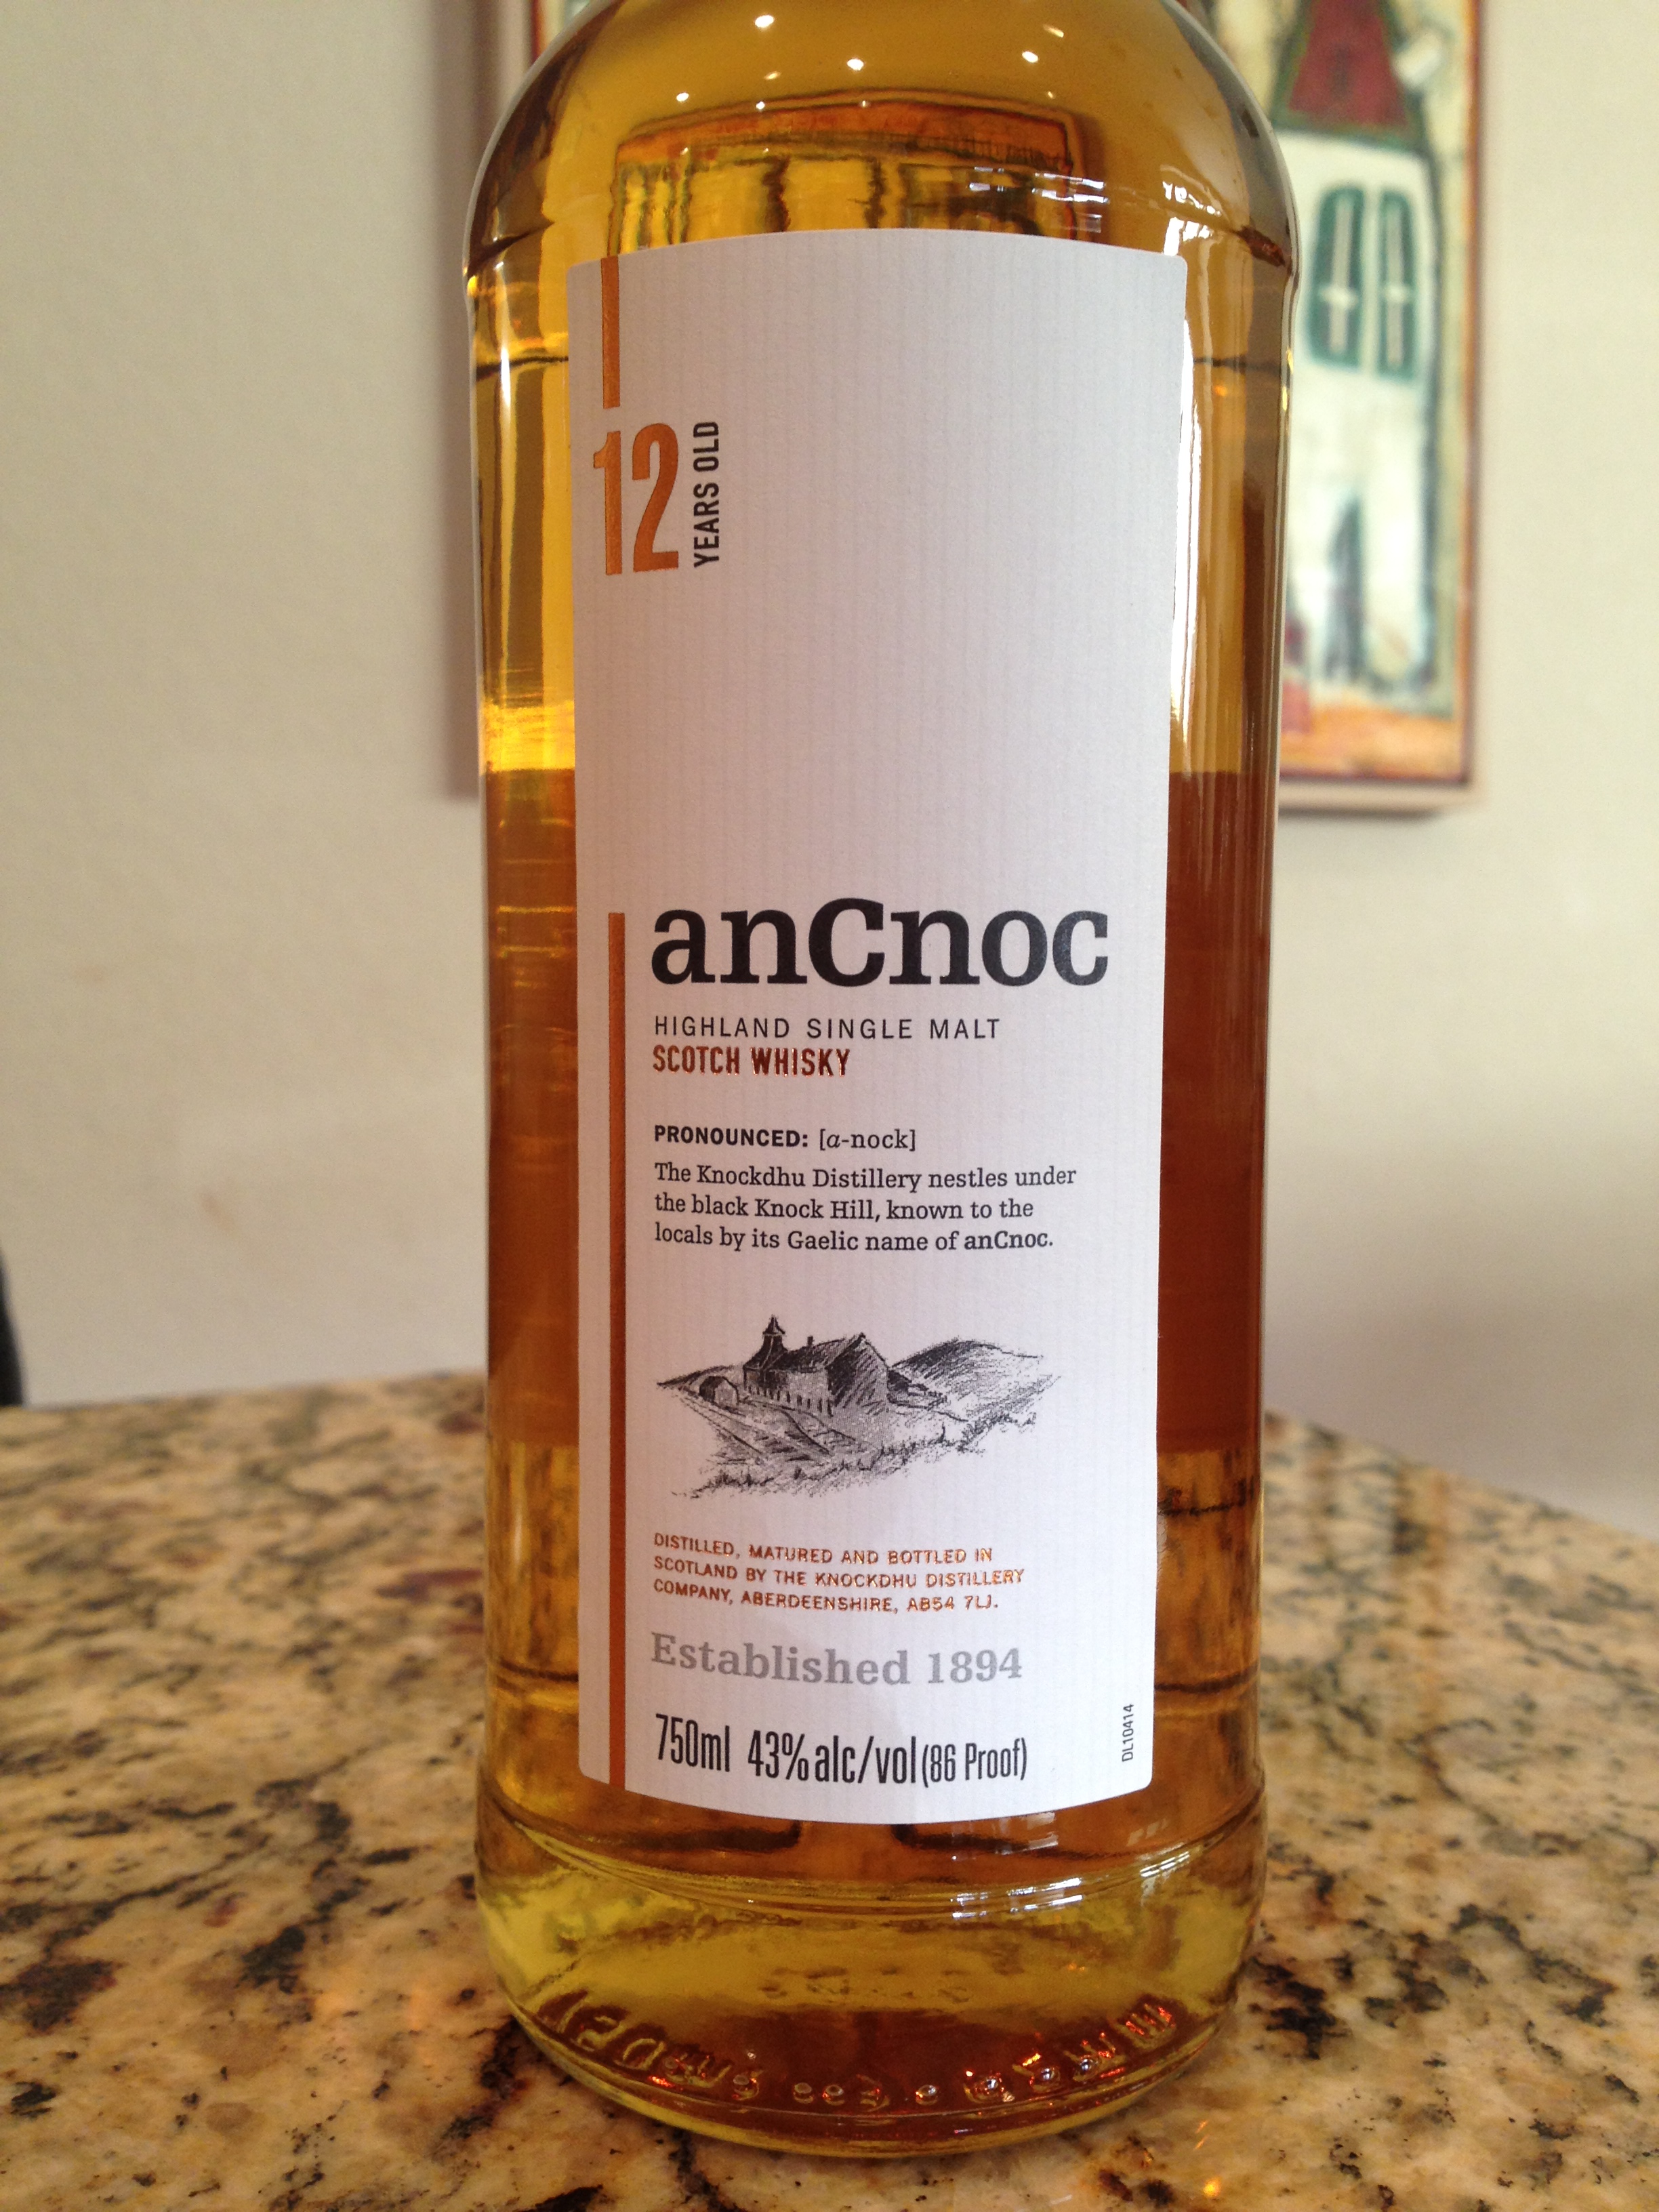 12
YEARS OLD
anCnoc
HIGHLAND SINGLE MALT
SCOTCH WHISKY
PRONOUNCED: [a-nock]
The Knockdhu Distillery nestles under
the black Knock Hill, known to the
locals by its Gaelic name of anCnoc.
DISTILLED, MATURED AND BOTTLED IN
SCOTLAND BY THE KNOCKDHU DISTILLERY
COMPANY, ABERDEENSHIRE, AB54 7LJ.
Established 1894
750ml 43%alc/vol(86 Proof)
DL10414